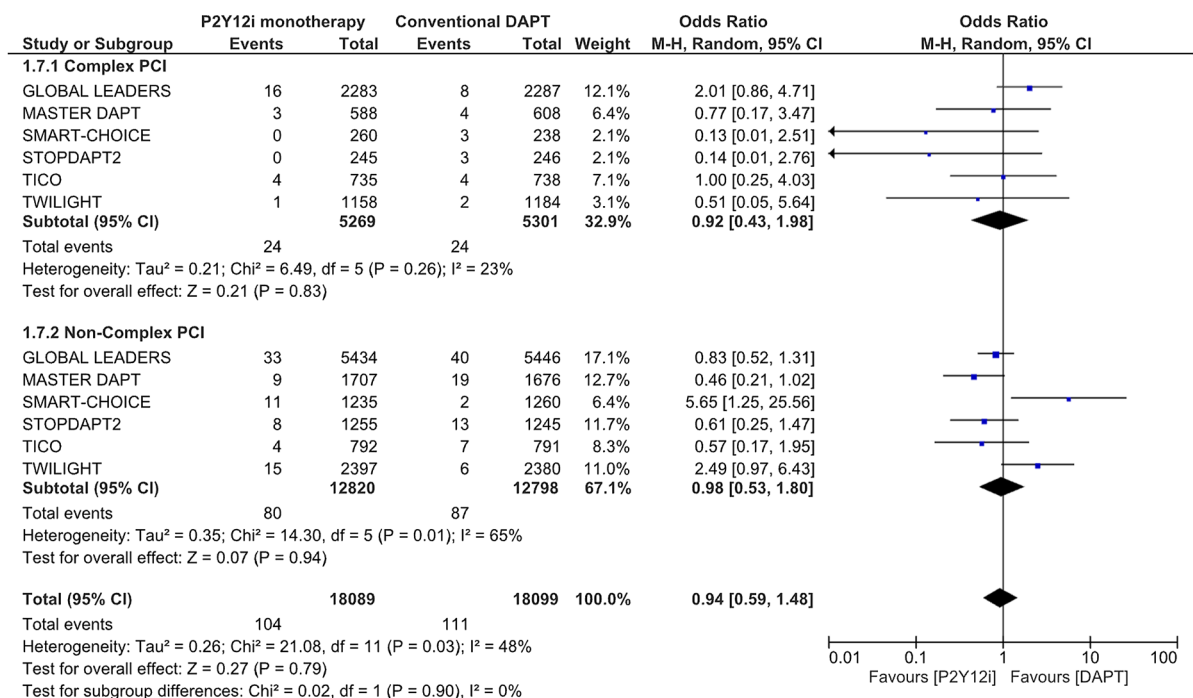 P2Y12i monotherapy Conventional DAPT Odds Ratio Odds Ratio
Study or Subgroup Events Total Events Total Weight M-H, Random, 95% CI M-H, Random, 95% CI
1.7.1 Complex PCI
GLOBAL LEADERS 16 2283 8 2287 12.1% 2.01 [0.86, 4.71]
MASTER DAPT 3 588 4 608 6.4% 0.77 [0.17, 3.47]
SMART-CHOICE 0 260 3 238 2.1% 0.13 [0.01, 2.51]
STOPDAPT2 0 245 3 246 2.1% 0.14 [0.01, 2.76]
TICO 4 735 4 738 7.1% 1.00 [0.25, 4.03]
TWILIGHT 1 1158 2 1184 3.1% 0.51 [0.05, 5.64]
Subtotal (95% CI) 5269 5301 32.9% 0.92 [0.43, 1.98]
Total events 24 24
Heterogeneity: Tau² = 0.21; Chi² = 6.49, df = 5 (P = 0.26); I² = 23%
Test for overall effect: Z = 0.21 (P = 0.83)
1.7.2 Non-Complex PCI
GLOBAL LEADERS 33 5434 40 5446 17.1% 0.83 [0.52, 1.31]
MASTER DAPT 9 1707 19 1676 12.7% 0.46 [0.21, 1.02]
SMART-CHOICE 11 1235 2 1260 6.4% 5.65 [1.25, 25.56]
STOPDAPT2 8 1255 13 1245 11.7% 0.61 [0.25, 1.47]
TICO 4 792 7 791 8.3% 0.57 [0.17, 1.95]
TWILIGHT 15 2397 6 2380 11.0% 2.49 [0.97, 6.43]
Subtotal (95% CI) 12820 12798 67.1% 0.98 [0.53, 1.80]
Total events 80 87
Heterogeneity: Tau² = 0.35; Chi² = 14.30, df = 5 (P = 0.01); I² = 65%
Test for overall effect: Z = 0.07 (P = 0.94)
Total (95% CI) 18089 18099 100.0% 0.94 [0.59, 1.48]
Total events 104 111
Heterogeneity: Tau² = 0.26; Chi² = 21.08, df = 11 (P = 0.03); I² = 48%
Test for overall effect: Z = 0.27 (P = 0.79)
Test for subgroup differences: Chi² = 0.02, df = 1 (P = 0.90), I² = 0%
0.01 0.1 1 10 100
Favours [P2Y12i] Favours [DAPT]